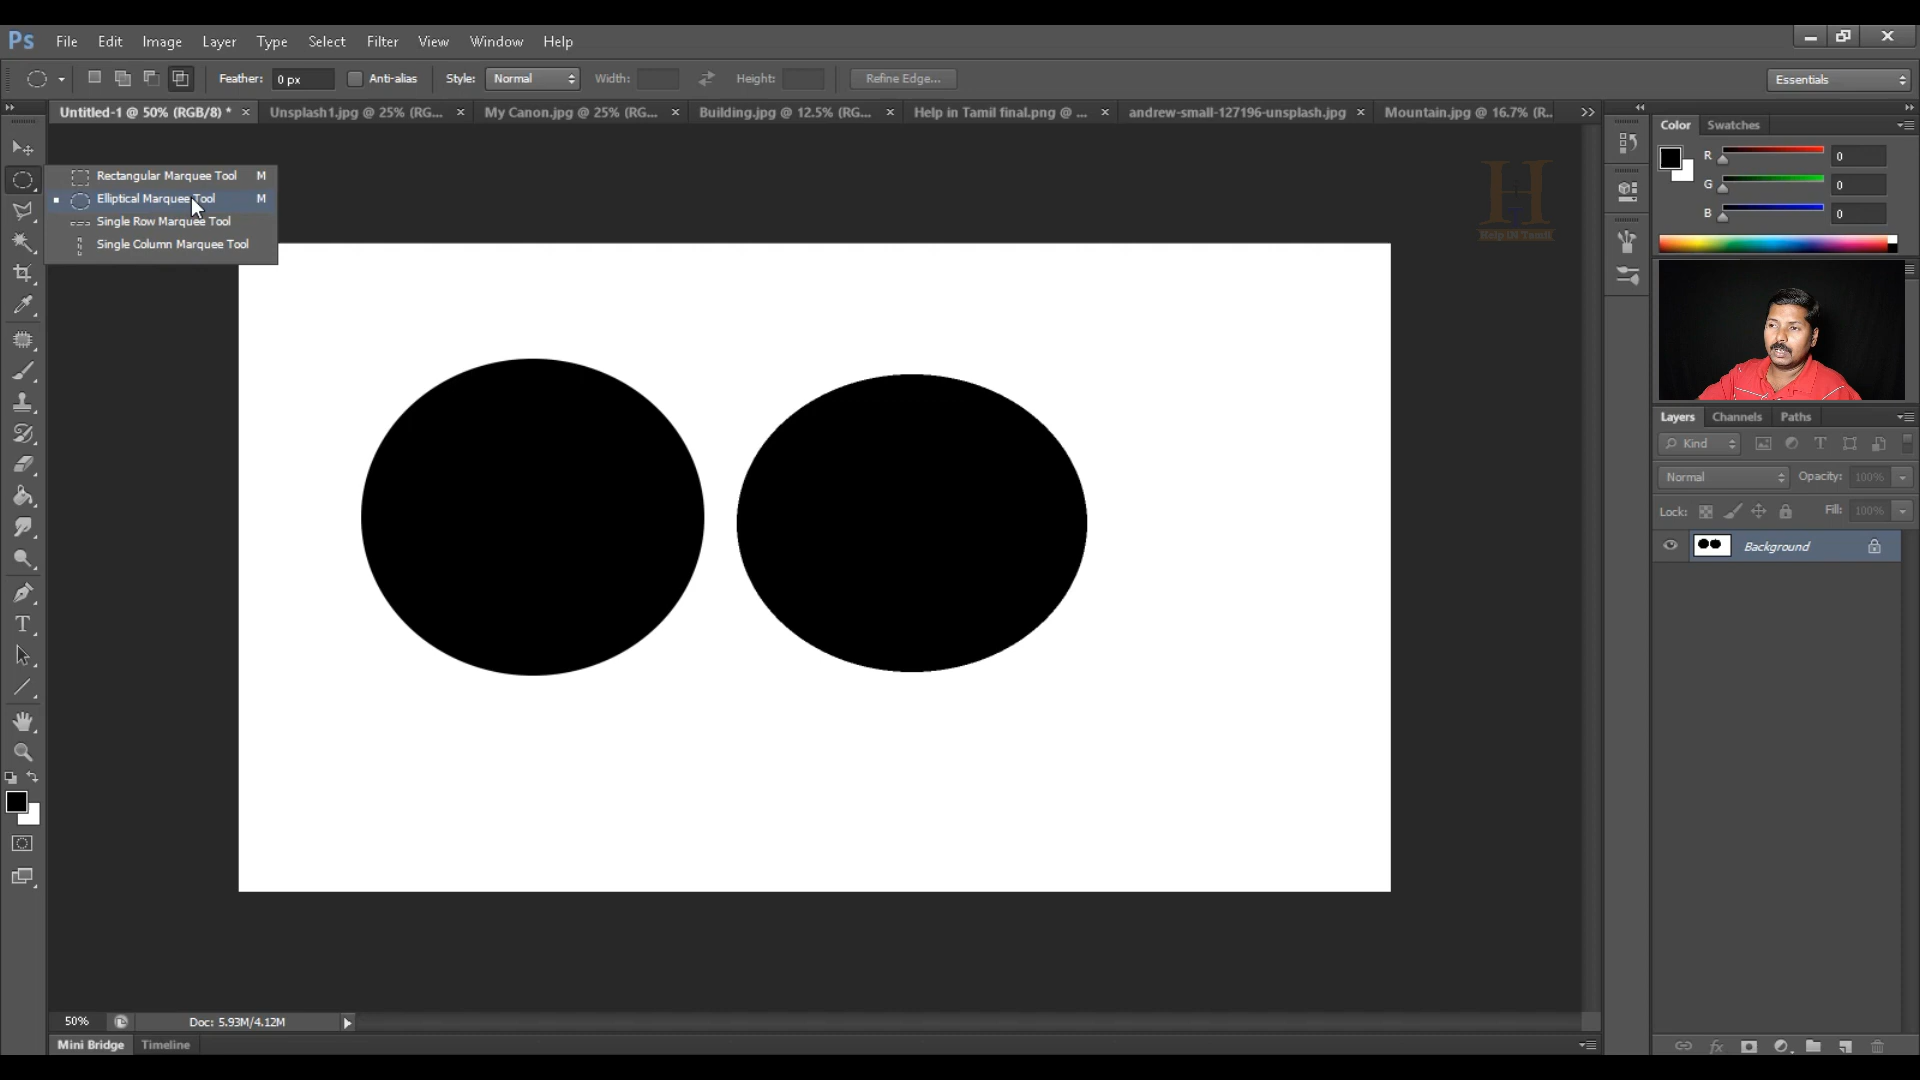 Ps File Edit Image Layer Type Select Filter View Window Help
Feather: 0 px Anti-alias Style: Normal Width: Height: Refine Edge... Essentials
Untitled-1 @ 50% (RGB/8) * Unsplash1.jpg @ 25% (RG... My Canon.jpg @ 25% (RG... Building.jpg @ 12.5% (RG... Help in Tamil final.png @ ... andrew-small-127196-unsplash.jpg Mountain.jpg @ 16.7% (R...
Color Swatches
R 0
G 0
B 0
Rectangular Marquee Tool M
Elliptical Marquee Tool M
Single Row Marquee Tool
Single Column Marquee Tool
H
Help IN Tamil
Layers Channels Paths
Kind
Normal Opacity: 100%
Lock: Fill: 100%
Background
50% Doc: 5.93M/4.12M
Mini Bridge Timeline